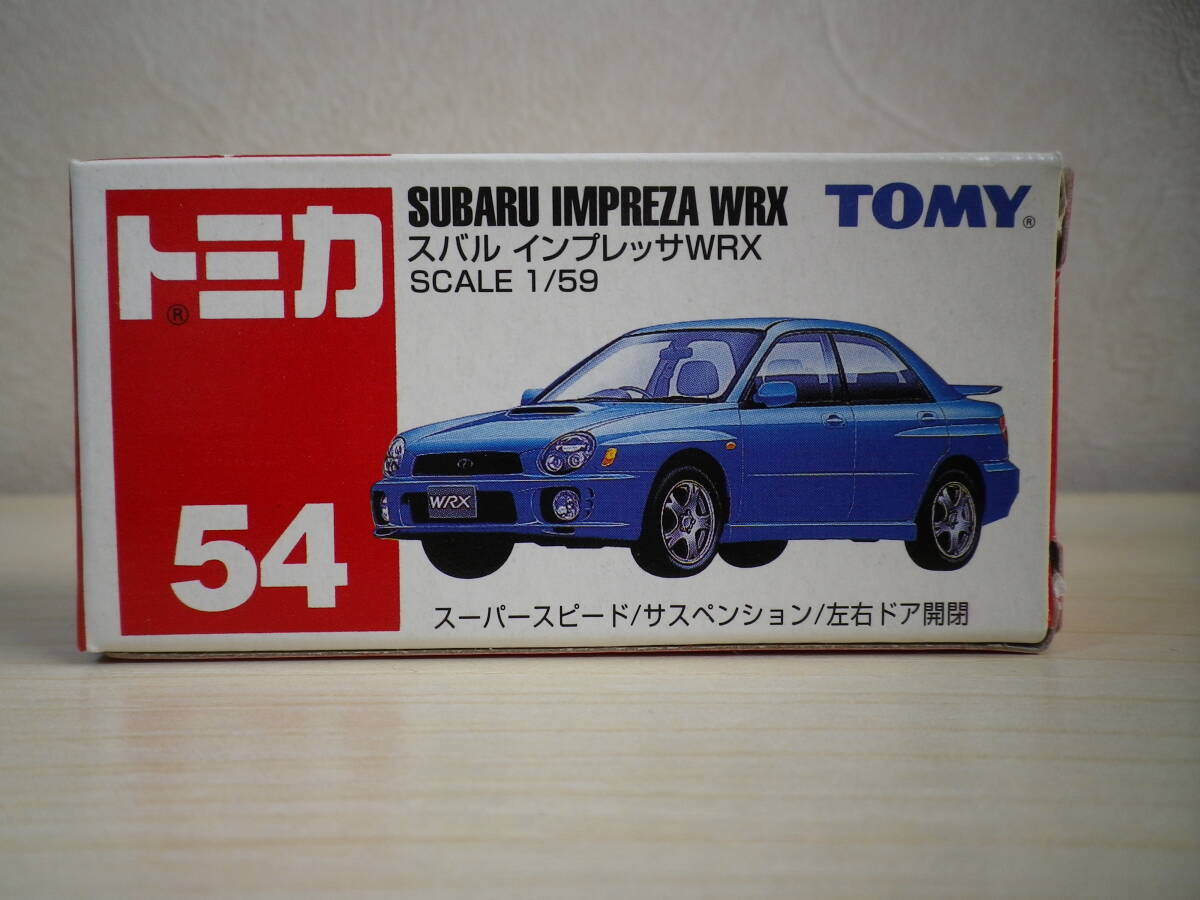 トミカ
®
SUBARU IMPREZA WRX
TOMY®
スバル インプレッサWRX
SCALE 1/59
WRX
54
スーパースピード/サスペンション/左右ドア開閉